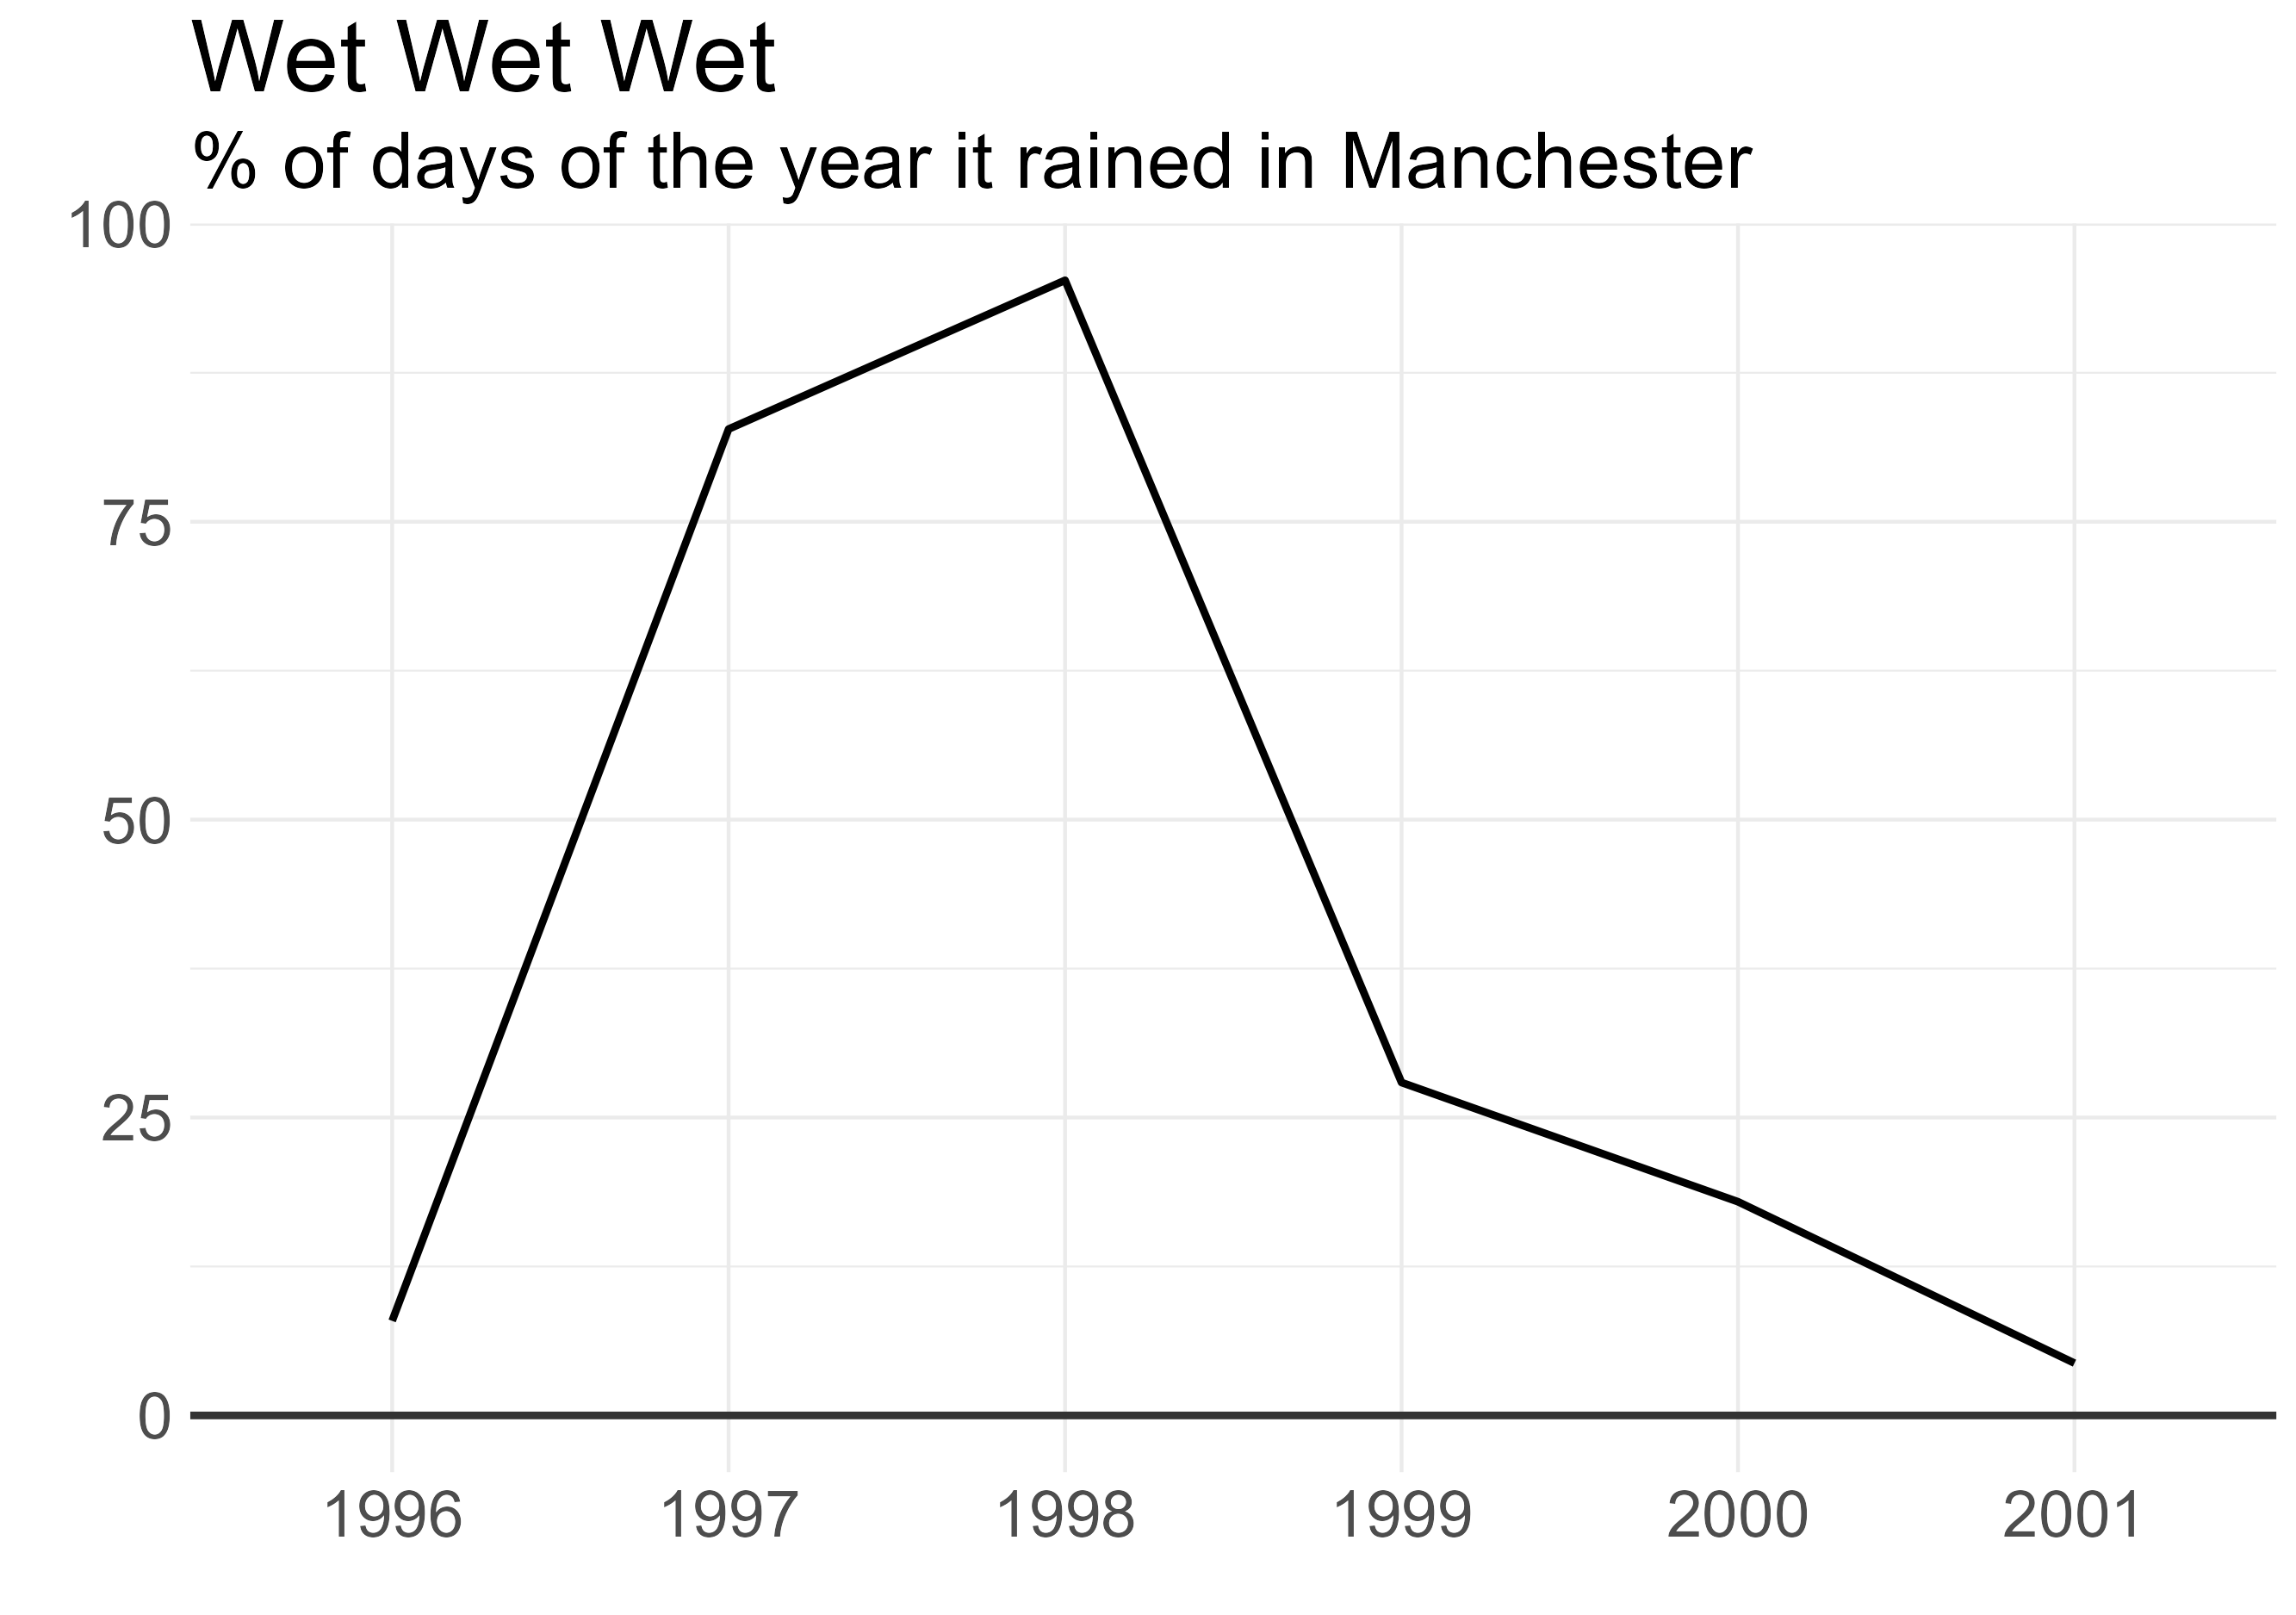 Wet Wet Wet
% of days of the year it rained in Manchester
100
75
50
25
0
1996 1997 1998 1999 2000 2001